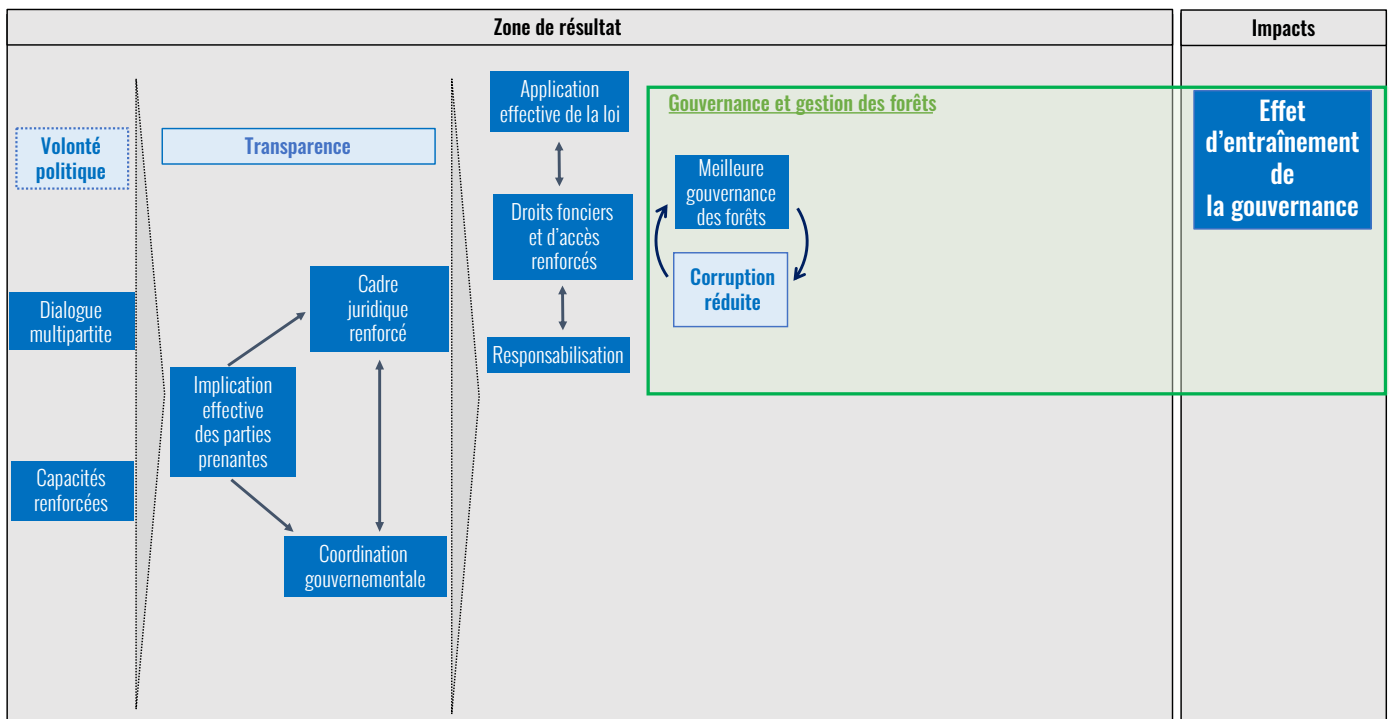 Zone de résultat
Impacts
Volonté
politique
Dialogue
multipartite
Capacités
renforcées
Transparence
Implication
effective
des parties
prenantes
Cadre
juridique
renforcé
Coordination
gouvernementale
Application
effective de la loi
Droits fonciers
et d'accès
renforcés
Responsabilisation
Gouvernance et gestion des forêts
Meilleure
gouvernance
des forêts
Corruption
réduite
Effet
d’entraînement
de
la gouvernance